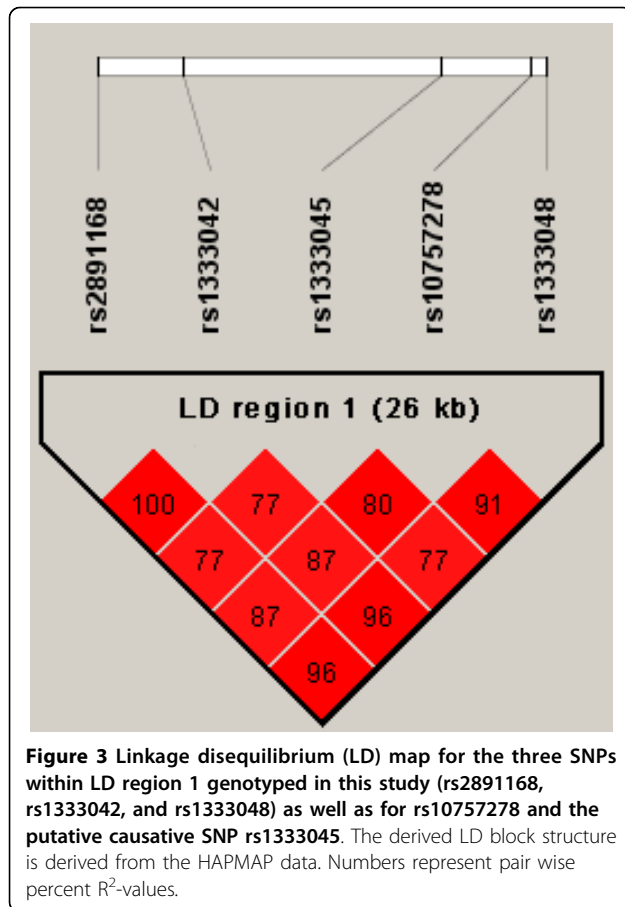 rs2891168
rs1333042
rs1333045
rs10757278
rs1333048
LD region 1 (26 kb)
100 77 80 91
77 87 77
87 96
96
Figure 3 Linkage disequilibrium (LD) map for the three SNPs
within LD region 1 genotyped in this study (rs2891168,
rs1333042, and rs1333048) as well as for rs10757278 and the
putative causative SNP rs1333045. The derived LD block structure
is derived from the HAPMAP data. Numbers represent pair wise
percent R²-values.